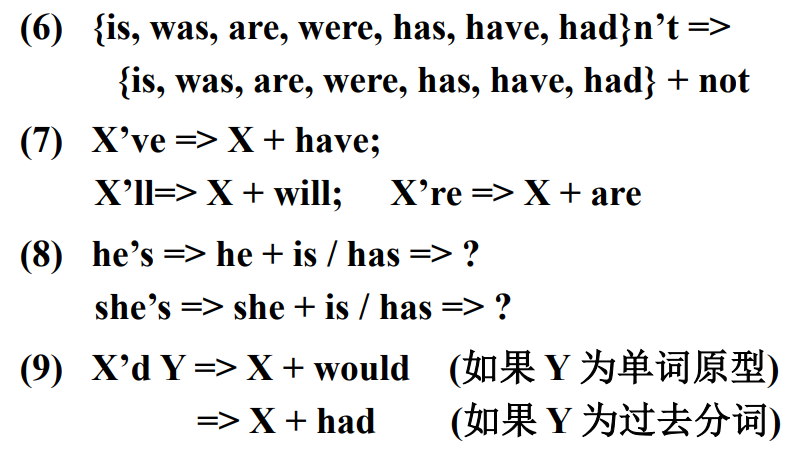 (6) {is, was, are, were, has, have, had}n’t =>
{is, was, are, were, has, have, had} + not
(7) X’ve => X + have;
X’ll=> X + will; X’re => X + are
(8) he’s => he + is / has => ?
she’s => she + is / has => ?
(9) X’d Y => X + would (如果 Y 为单词原型)
=> X + had (如果 Y 为过去分词)